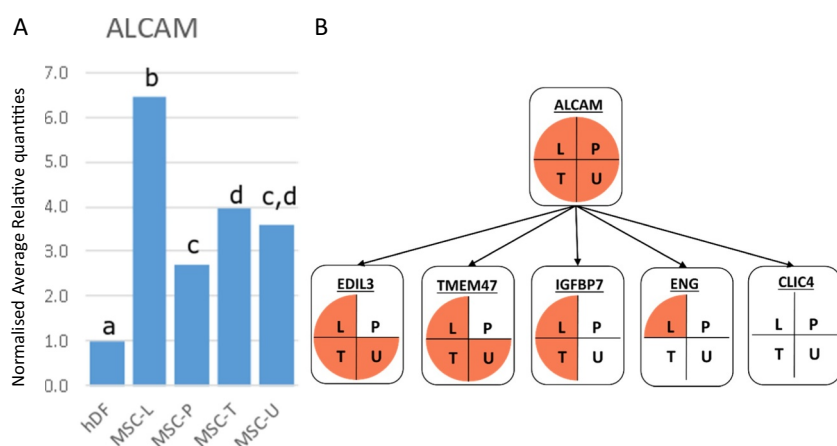 A
ALCAM
Normalised Average Relative quantities
7.0
6.0
5.0
4.0
3.0
2.0
1.0
0.0
a
b
c
d
c,d
hDF
MSC-L
MSC-P
MSC-T
MSC-U
B
ALCAM
L P
T U
EDIL3
L P
T U
TMEM47
L P
T U
IGFBP7
L P
T U
ENG
L P
T U
CLIC4
L P
T U